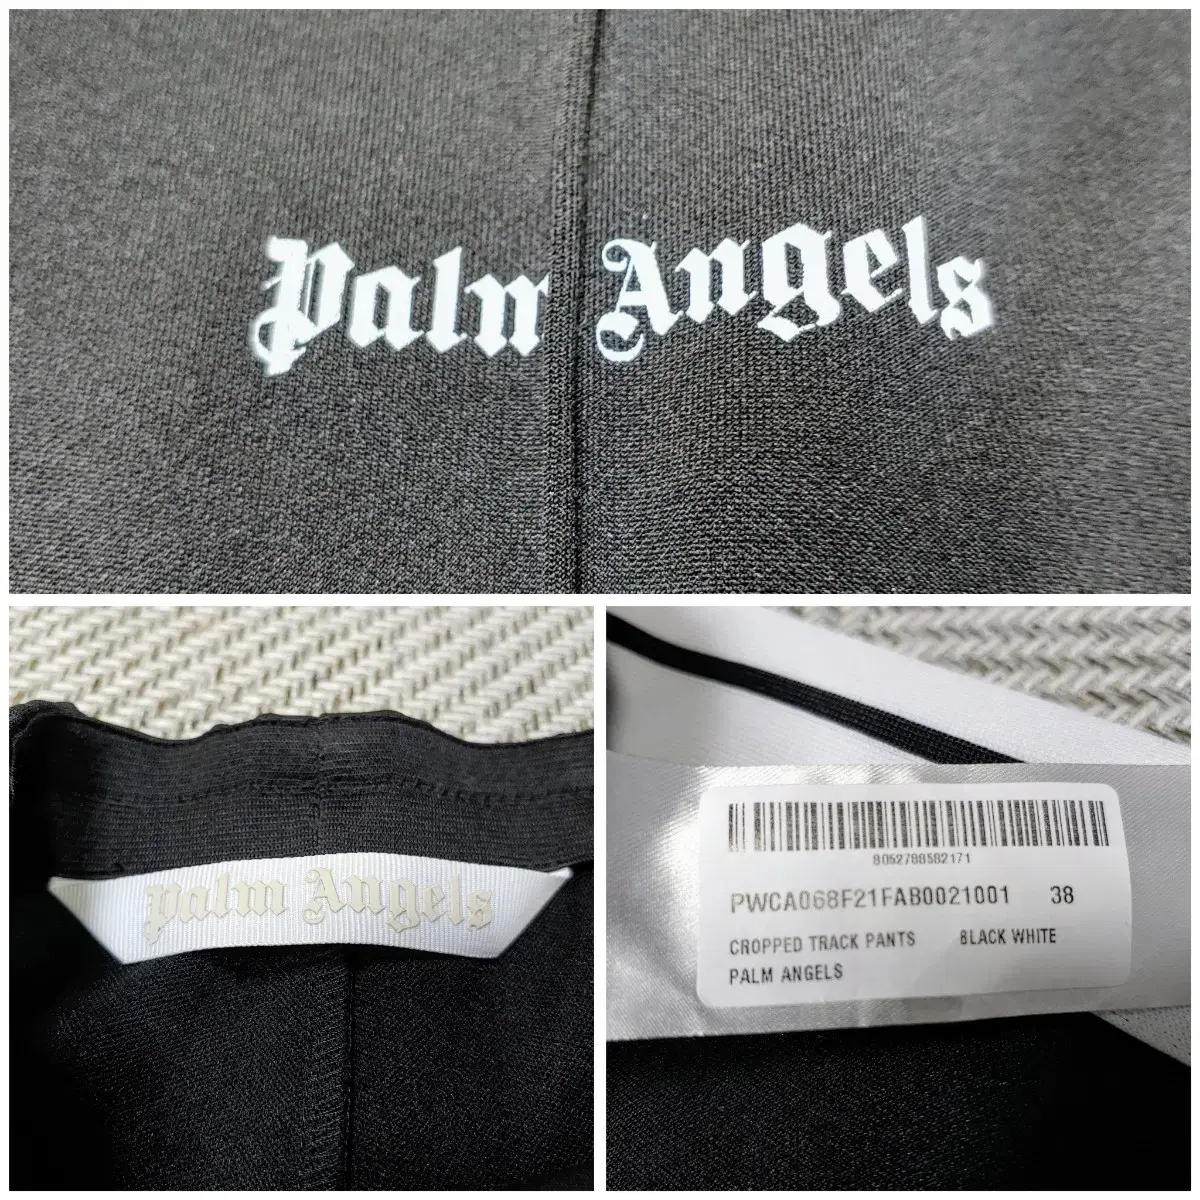 Palm Angels
Palm Angels
8052788582171
PWCA068F21FAB0021001 38
CROPPED TRACK PANTS BLACK WHITE
PALM ANGELS